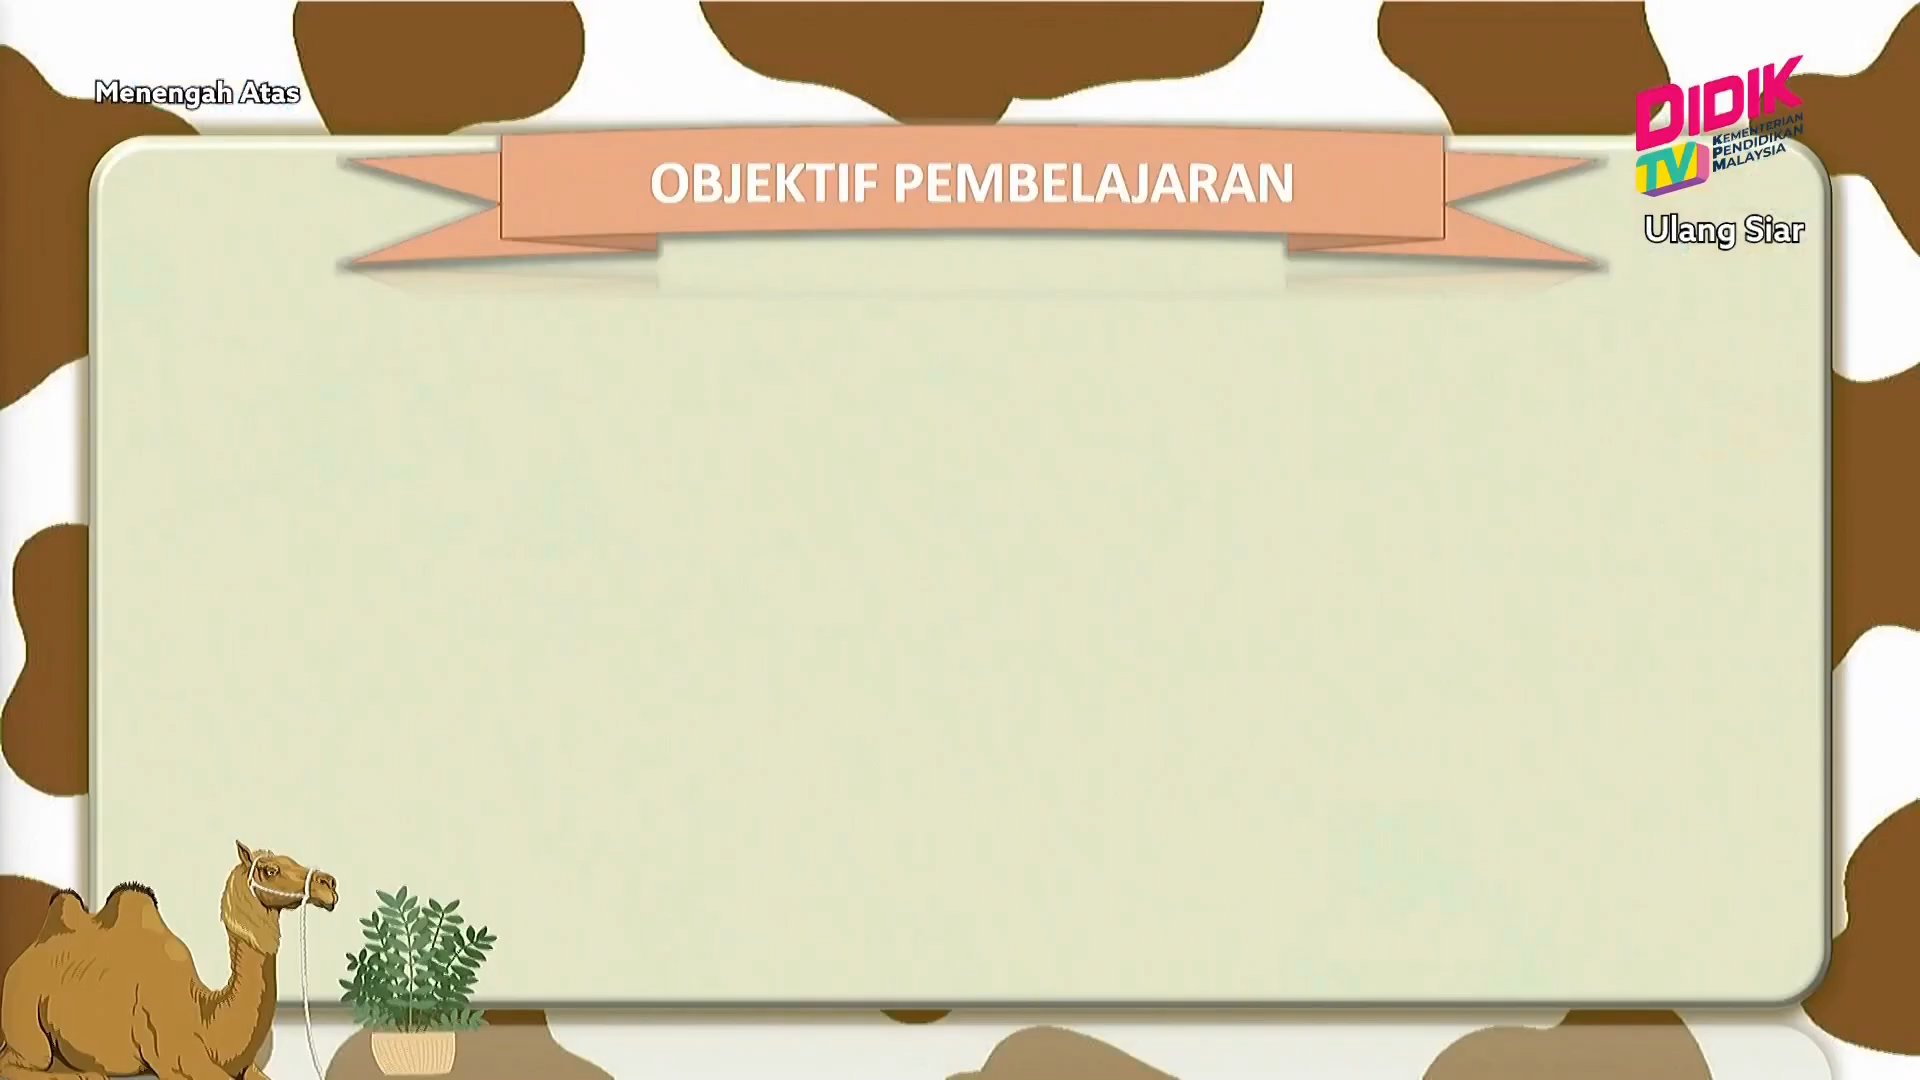 Menengah Atas
OBJEKTIF PEMBELAJARAN
DIDIK
TV
KEMENTERIAN
PENDIDIKAN
MALAYSIA
Ulang Siar